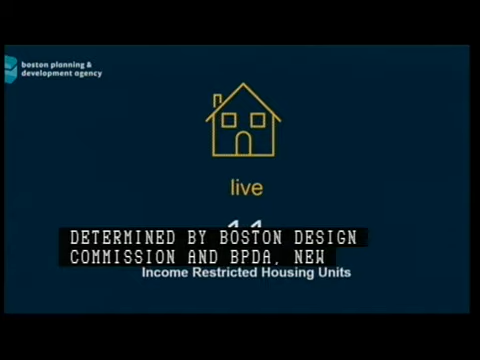 boston planning &
development agency
live
DETERMINED BY BOSTON DESIGN
COMMISSION AND BPDA, NEW
Income Restricted Housing Units